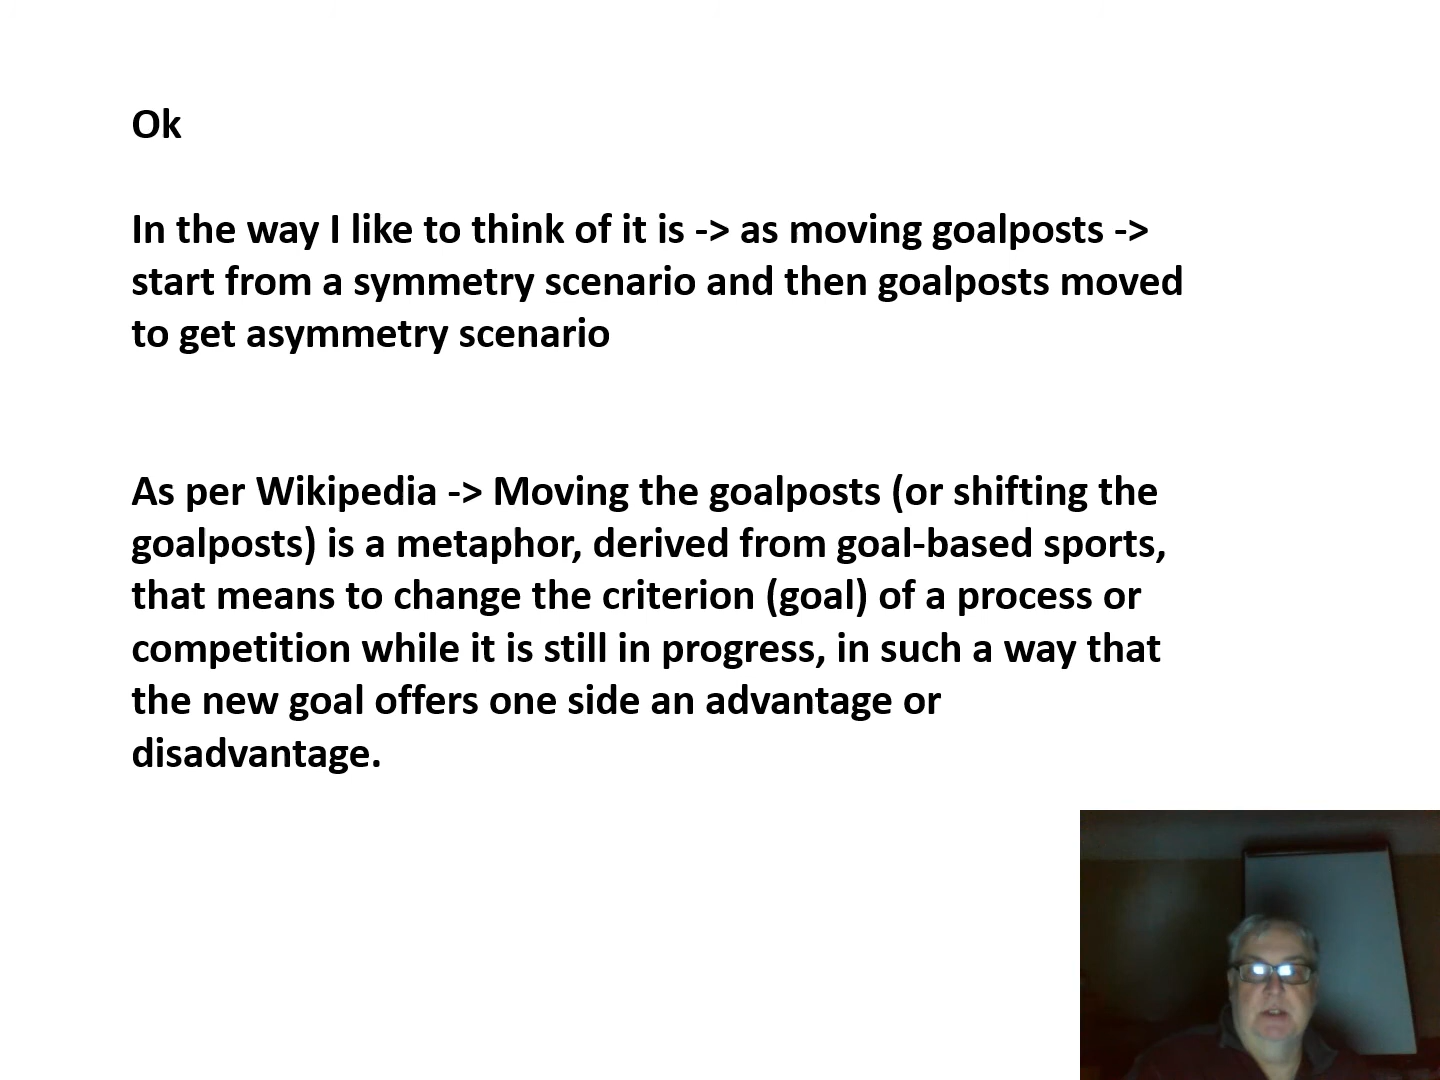 Ok
In the way I like to think of it is -> as moving goalposts ->
start from a symmetry scenario and then goalposts moved
to get asymmetry scenario
As per Wikipedia -> Moving the goalposts (or shifting the
goalposts) is a metaphor, derived from goal-based sports,
that means to change the criterion (goal) of a process or
competition while it is still in progress, in such a way that
the new goal offers one side an advantage or
disadvantage.